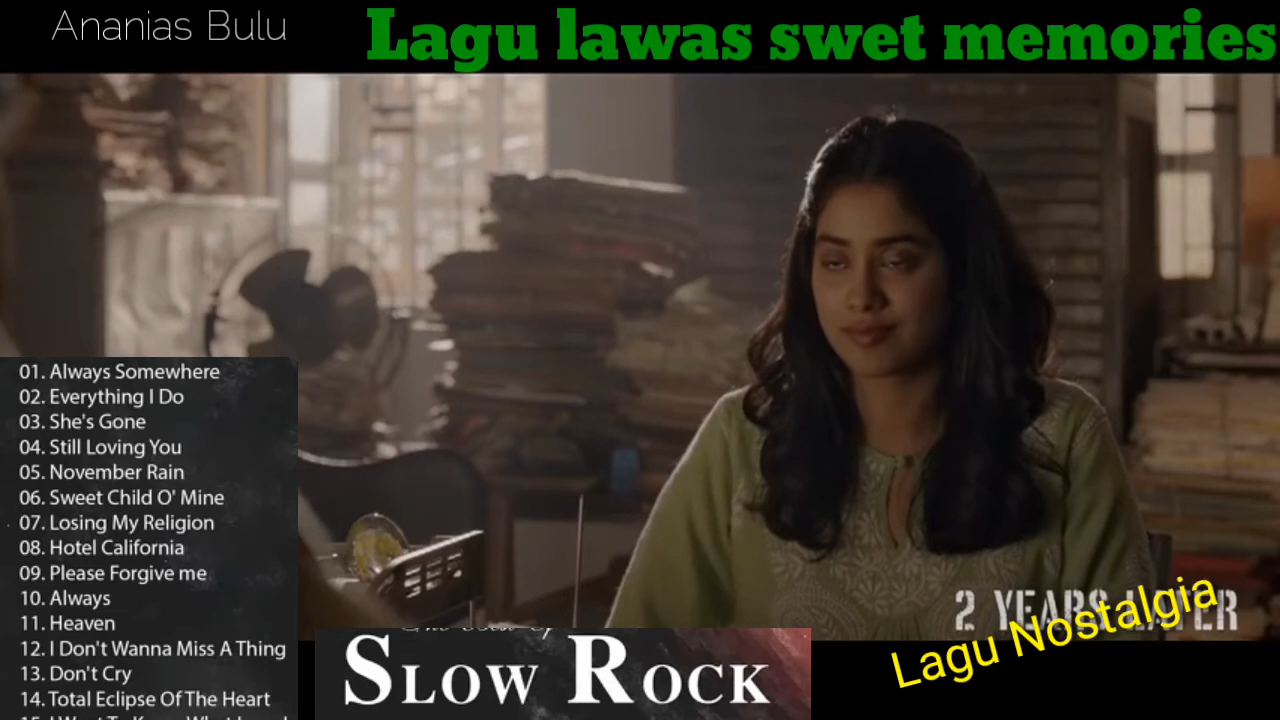 Ananias Bulu
Lagu lawas swet memories
01. Always Somewhere
02. Everything I Do
03. She's Gone
04. Still Loving You
05. November Rain
06. Sweet Child O' Mine
07. Losing My Religion
08. Hotel California
09. Please Forgive me
10. Always
11. Heaven
12. I Don't Wanna Miss A Thing
13. Don't Cry
14. Total Eclipse Of The Heart
2 YEARS LATER
Lagu Nostalgia
SLOW ROCK